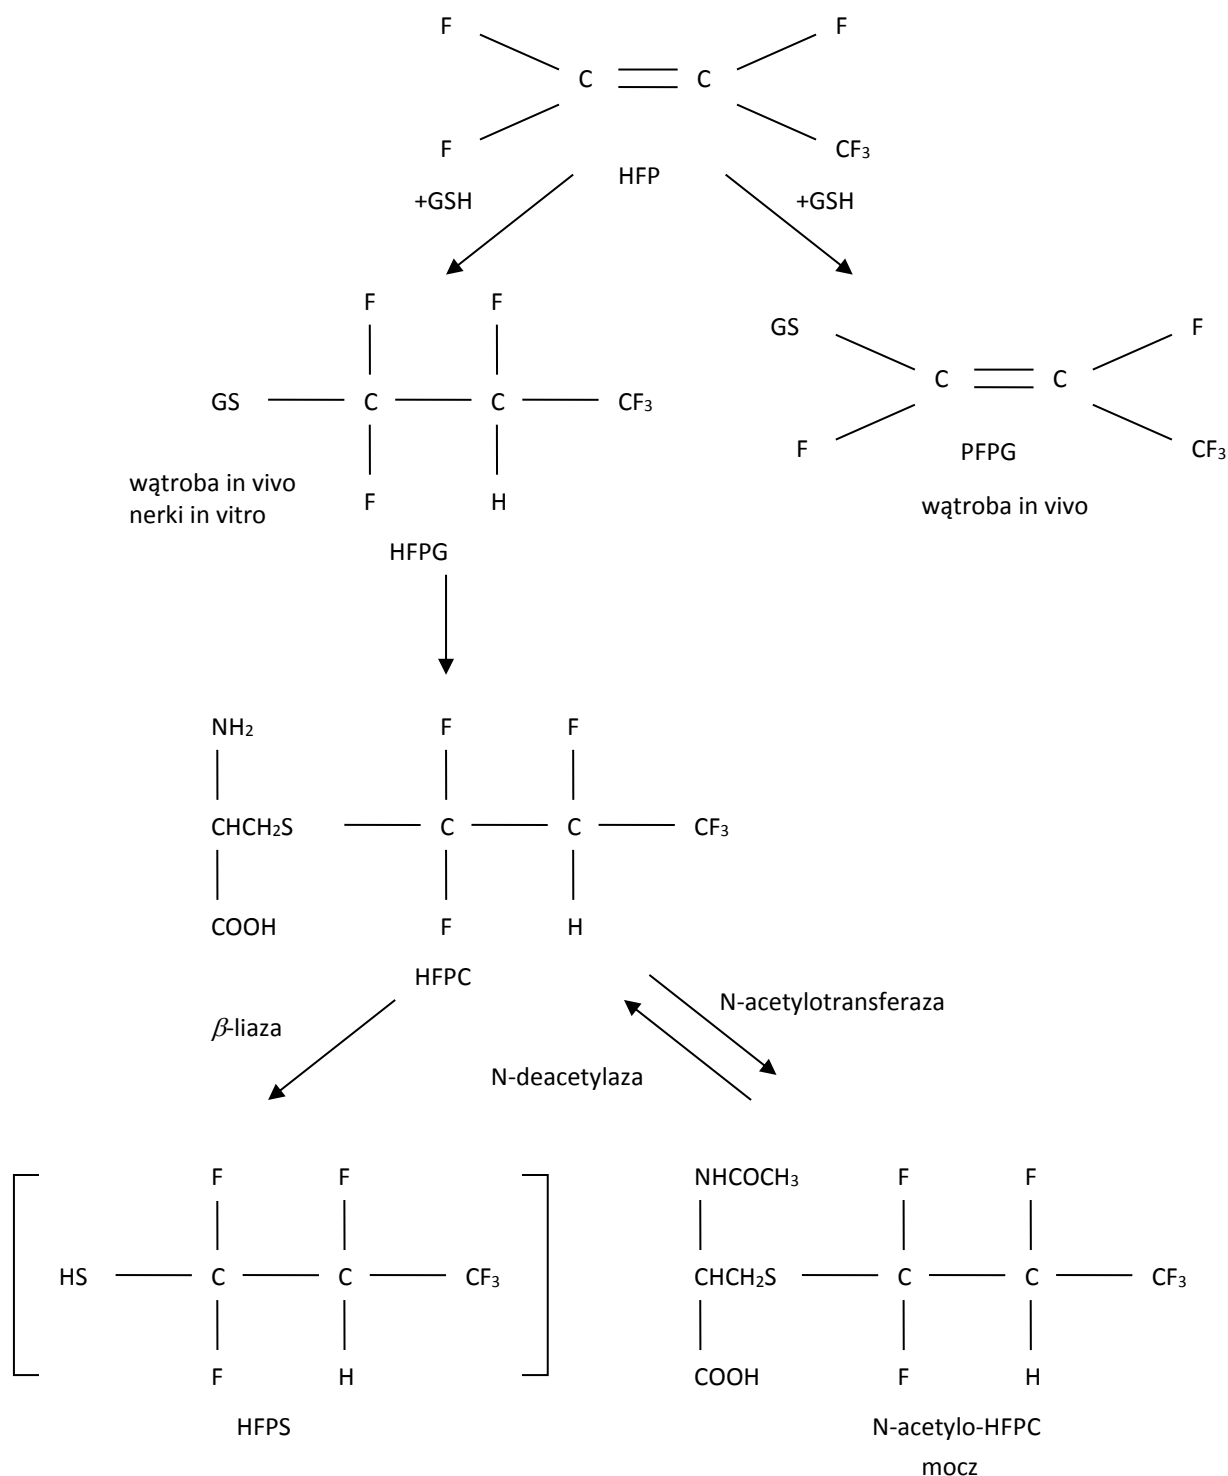 F F
C C
F CF₃
HFP
+GSH +GSH
F F
GS F
C C
GS C C CF₃
F PFPG CF₃
wątroba in vivo
nerki in vitro
F H
wątroba in vivo
HFPG
NH₂ F F
CHCH₂S C C CF₃
COOH F H
HFPC
N-acetylotransferaza
β-liaza
N-deacetylaza
F F NHCOCH₃ F F
HS C C CF₃ CHCH₂S C C CF₃
F H COOH F H
HFPS N-acetylo-HFPC
mocz